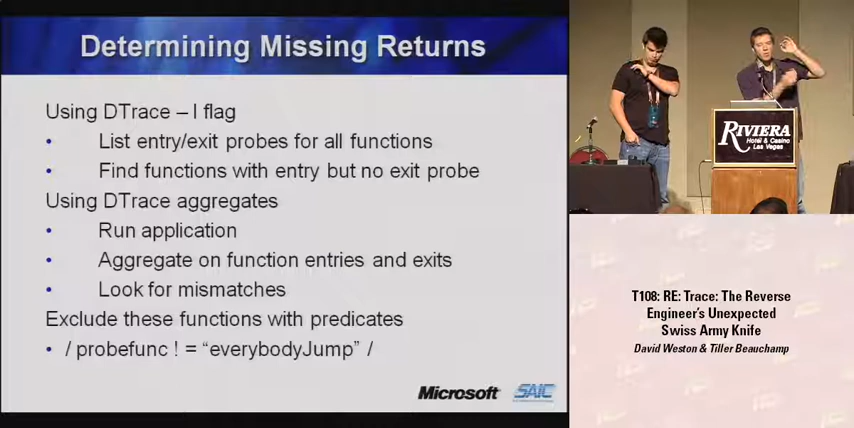 Determining Missing Returns
Using DTrace – l flag
• List entry/exit probes for all functions
• Find functions with entry but no exit probe
Using DTrace aggregates
• Run application
• Aggregate on function entries and exits
• Look for mismatches
Exclude these functions with predicates
• / probefunc ! = “everybodyJump” /
Microsoft SAIC
RIVIERA
Hotel & Casino
Las Vegas
T108: RE: Trace: The Reverse
Engineer's Unexpected
Swiss Army Knife
David Weston & Tiller Beauchamp